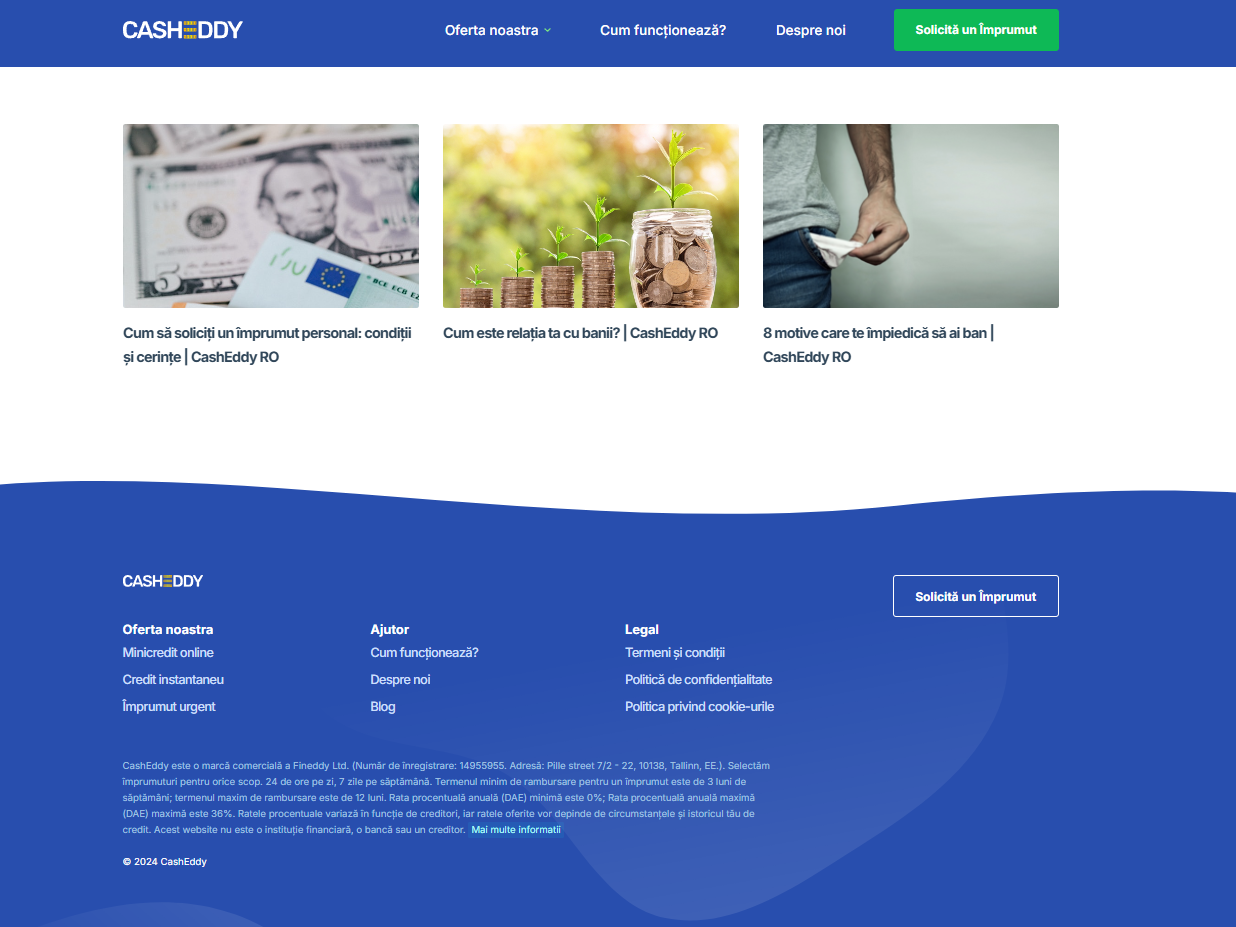 CASHEDDY
Oferta noastra
Cum funcționează?
Despre noi
Solicită un Împrumut
5
BCE ECB EZ
Cum să soliciți un împrumut personal: condiții
și cerințe | CashEddy RO
Cum este relația ta cu banii? | CashEddy RO
8 motive care te împiedică să ai ban |
CashEddy RO
CASHEDDY
Solicită un Împrumut
Oferta noastra
Minicredit online
Credit instantaneu
Împrumut urgent
Ajutor
Cum funcționează?
Despre noi
Blog
Legal
Termeni și condiții
Politică de confidențialitate
Politica privind cookie-urile
CashEddy este o marcă comercială a Fineddy Ltd. (Număr de înregistrare: 14955955. Adresă: Pille street 7/2 - 22, 10138, Tallinn, EE.). Selectăm
împrumuturi pentru orice scop. 24 de ore pe zi, 7 zile pe săptămână. Termenul minim de rambursare pentru un împrumut este de 3 luni de
săptămâni; termenul maxim de rambursare este de 12 luni. Rata procentuală anuală (DAE) minimă este 0%; Rata procentuală anuală maximă
(DAE) maximă este 36%. Ratele procentuale variază în funcție de creditori, iar ratele oferite vor depinde de circumstanțele și istoricul tău de
credit. Acest website nu este o instituție financiară, o bancă sau un creditor. Mai multe informatii
© 2024 CashEddy